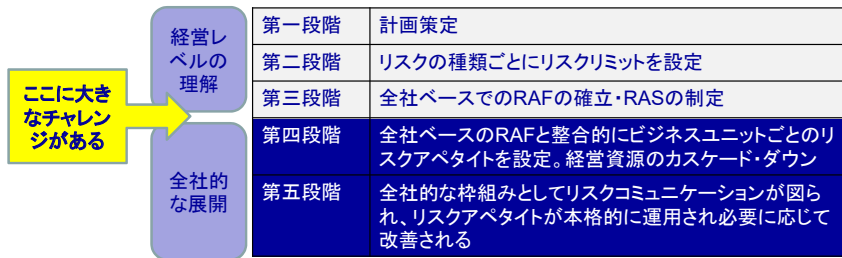 ここに大き
なチャレン
ジがある
経営レ
ベルの
理解
全社的
な展開
第一段階 計画策定
第二段階 リスクの種類ごとにリスクリミットを設定
第三段階 全社ベースでのRAFの確立・RASの制定
第四段階 全社ベースのRAFと整合的にビジネスユニットごとのリ
スクアペタイトを設定。経営資源のカスケード・ダウン
第五段階 全社的な枠組みとしてリスクコミュニケーションが図ら
れ、リスクアペタイトが本格的に運用され必要に応じて
改善される